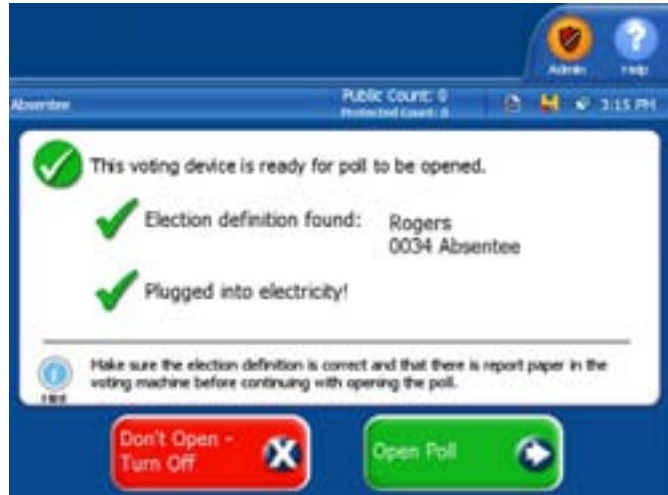 Admin
Help
Absentee
Public Count: 0
Protected Count: 0
3:15 PM
This voting device is ready for poll to be opened.
Election definition found:
Rogers
0034 Absentee
Plugged into electricity!
Make sure the election definition is correct and that there is report paper in the
voting machine before continuing with opening the poll.
Hint
Don't Open -
Turn Off
Open Poll